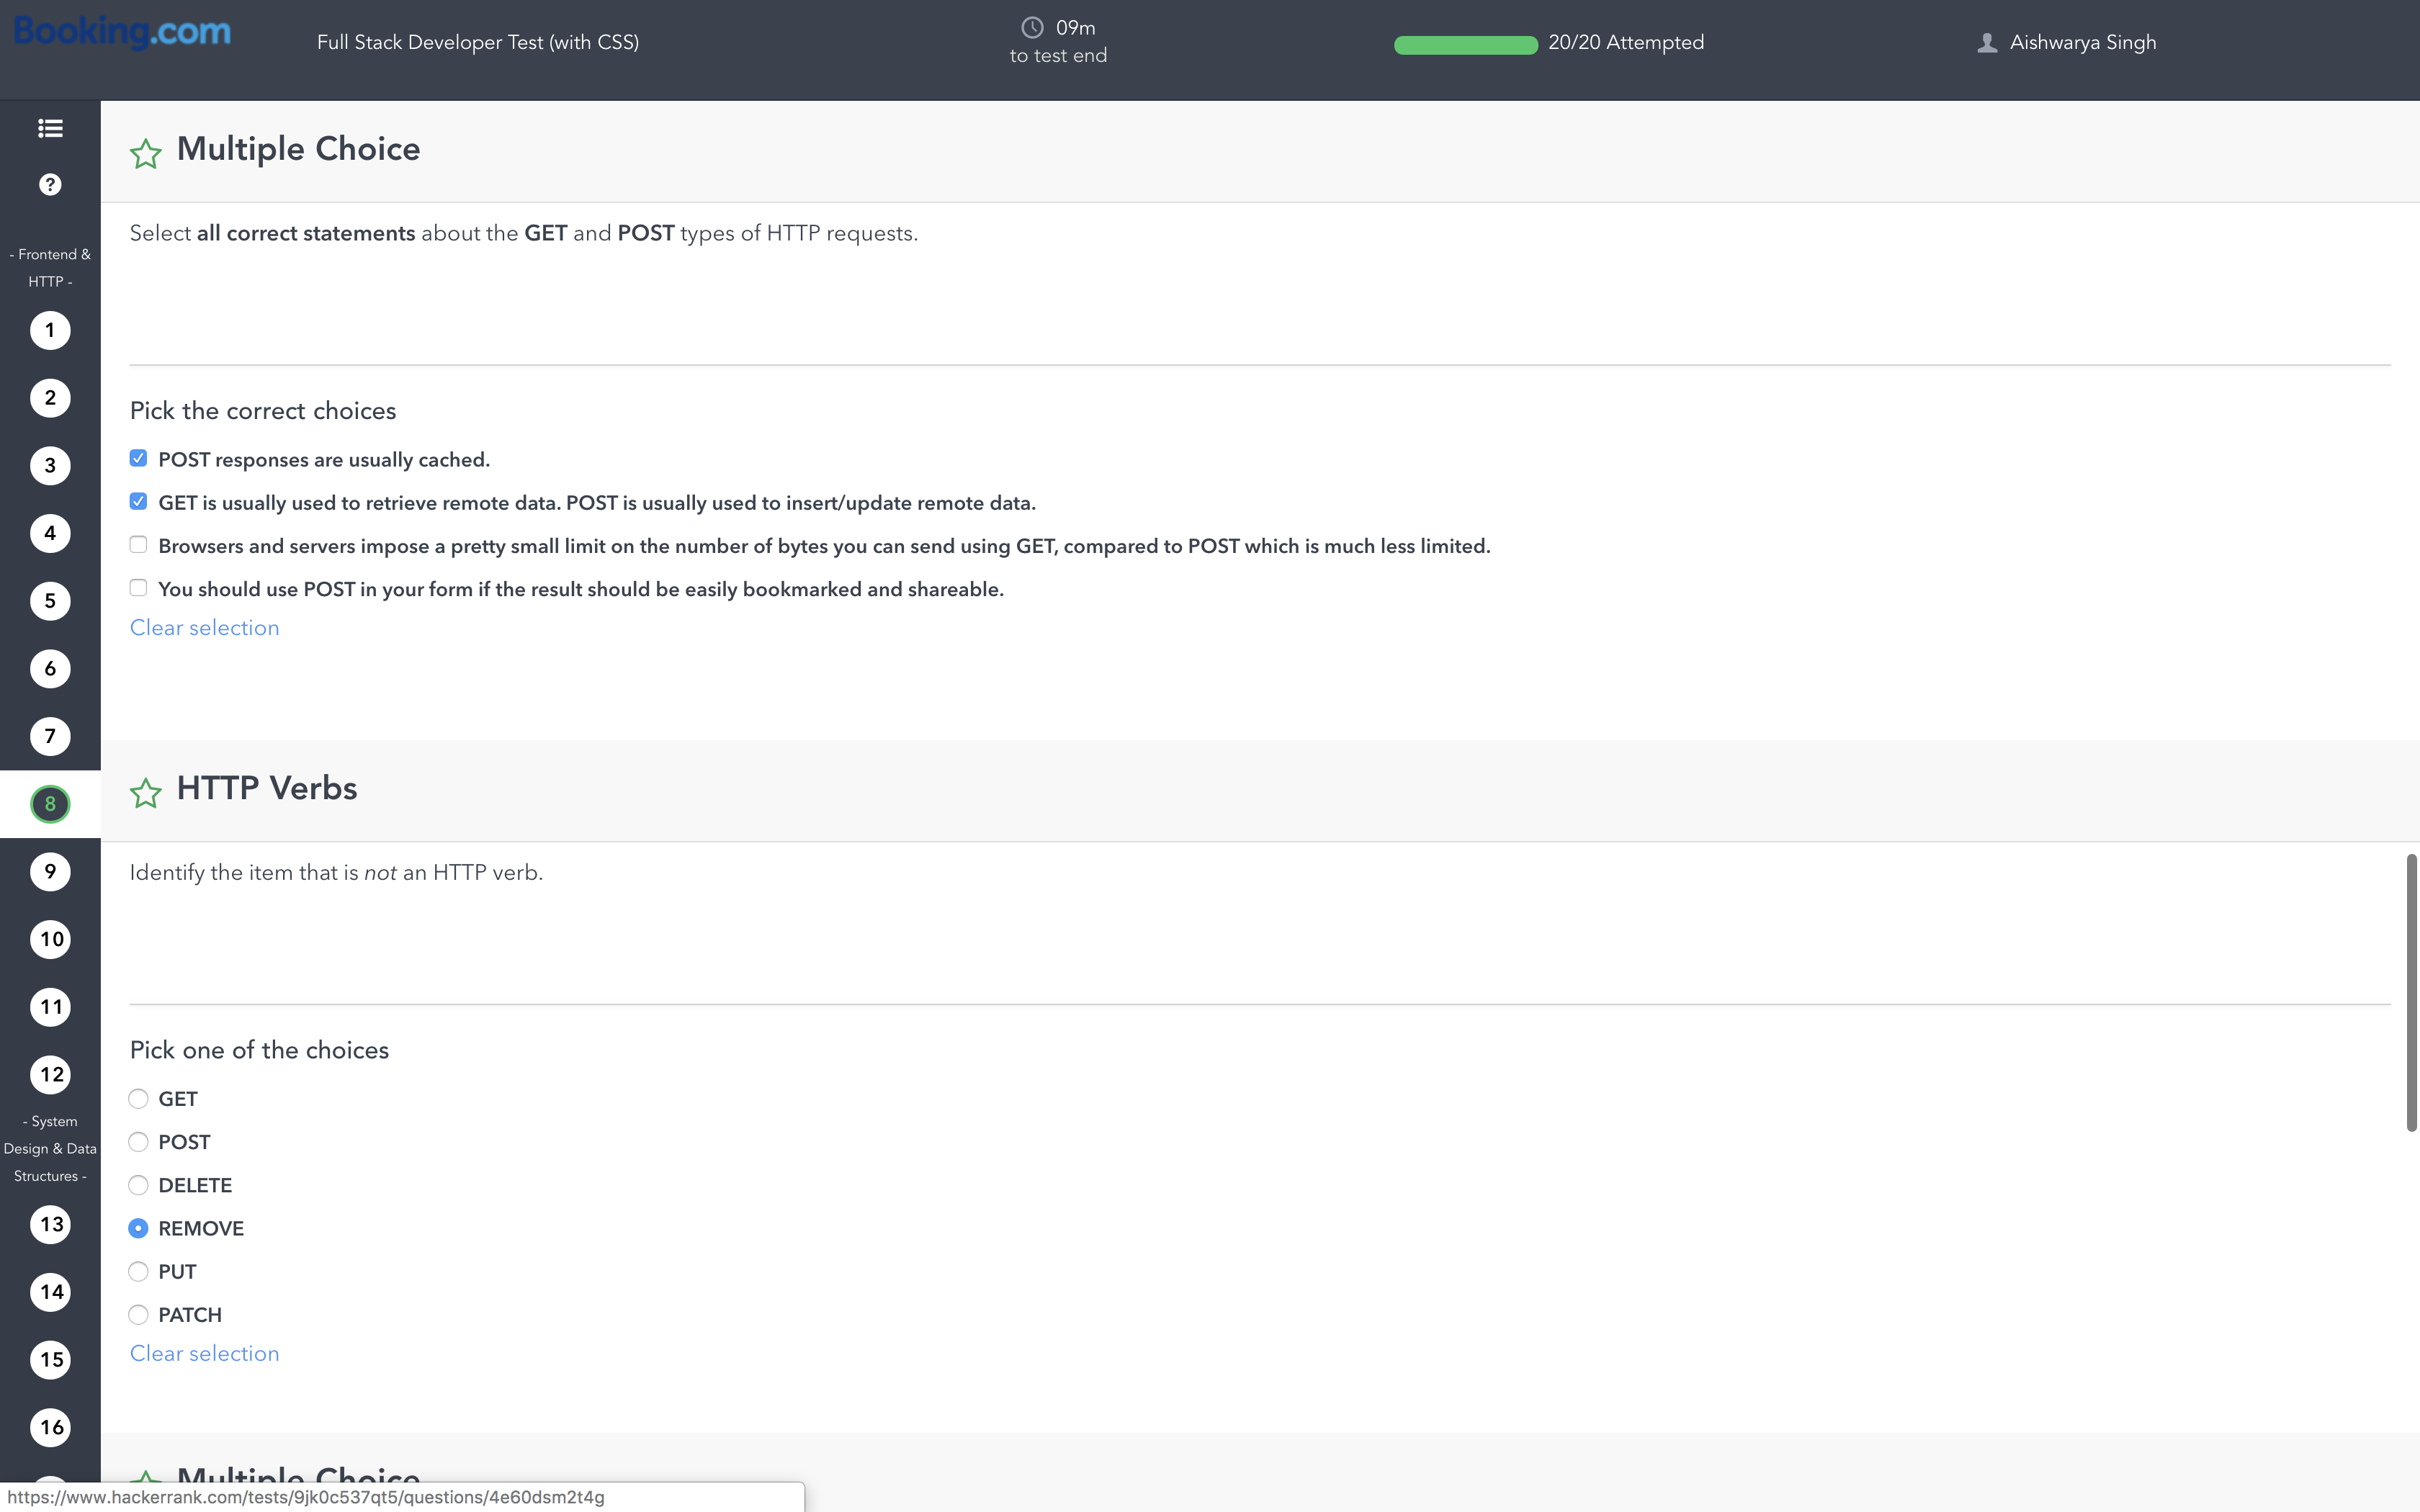 Booking.com
Full Stack Developer Test (with CSS)
09m
to test end
20/20 Attempted
Aishwarya Singh
?
- Frontend &
HTTP -
1
2
3
4
5
6
7
8
9
10
11
12
- System
Design & Data
Structures -
13
14
15
16
Multiple Choice
Select all correct statements about the GET and POST types of HTTP requests.
Pick the correct choices
POST responses are usually cached.
GET is usually used to retrieve remote data. POST is usually used to insert/update remote data.
Browsers and servers impose a pretty small limit on the number of bytes you can send using GET, compared to POST which is much less limited.
You should use POST in your form if the result should be easily bookmarked and shareable.
Clear selection
HTTP Verbs
Identify the item that is not an HTTP verb.
Pick one of the choices
GET
POST
DELETE
REMOVE
PUT
PATCH
Clear selection
Multiple Choice
https://www.hackerrank.com/tests/9jk0c537qt5/questions/4e60dsm2t4g